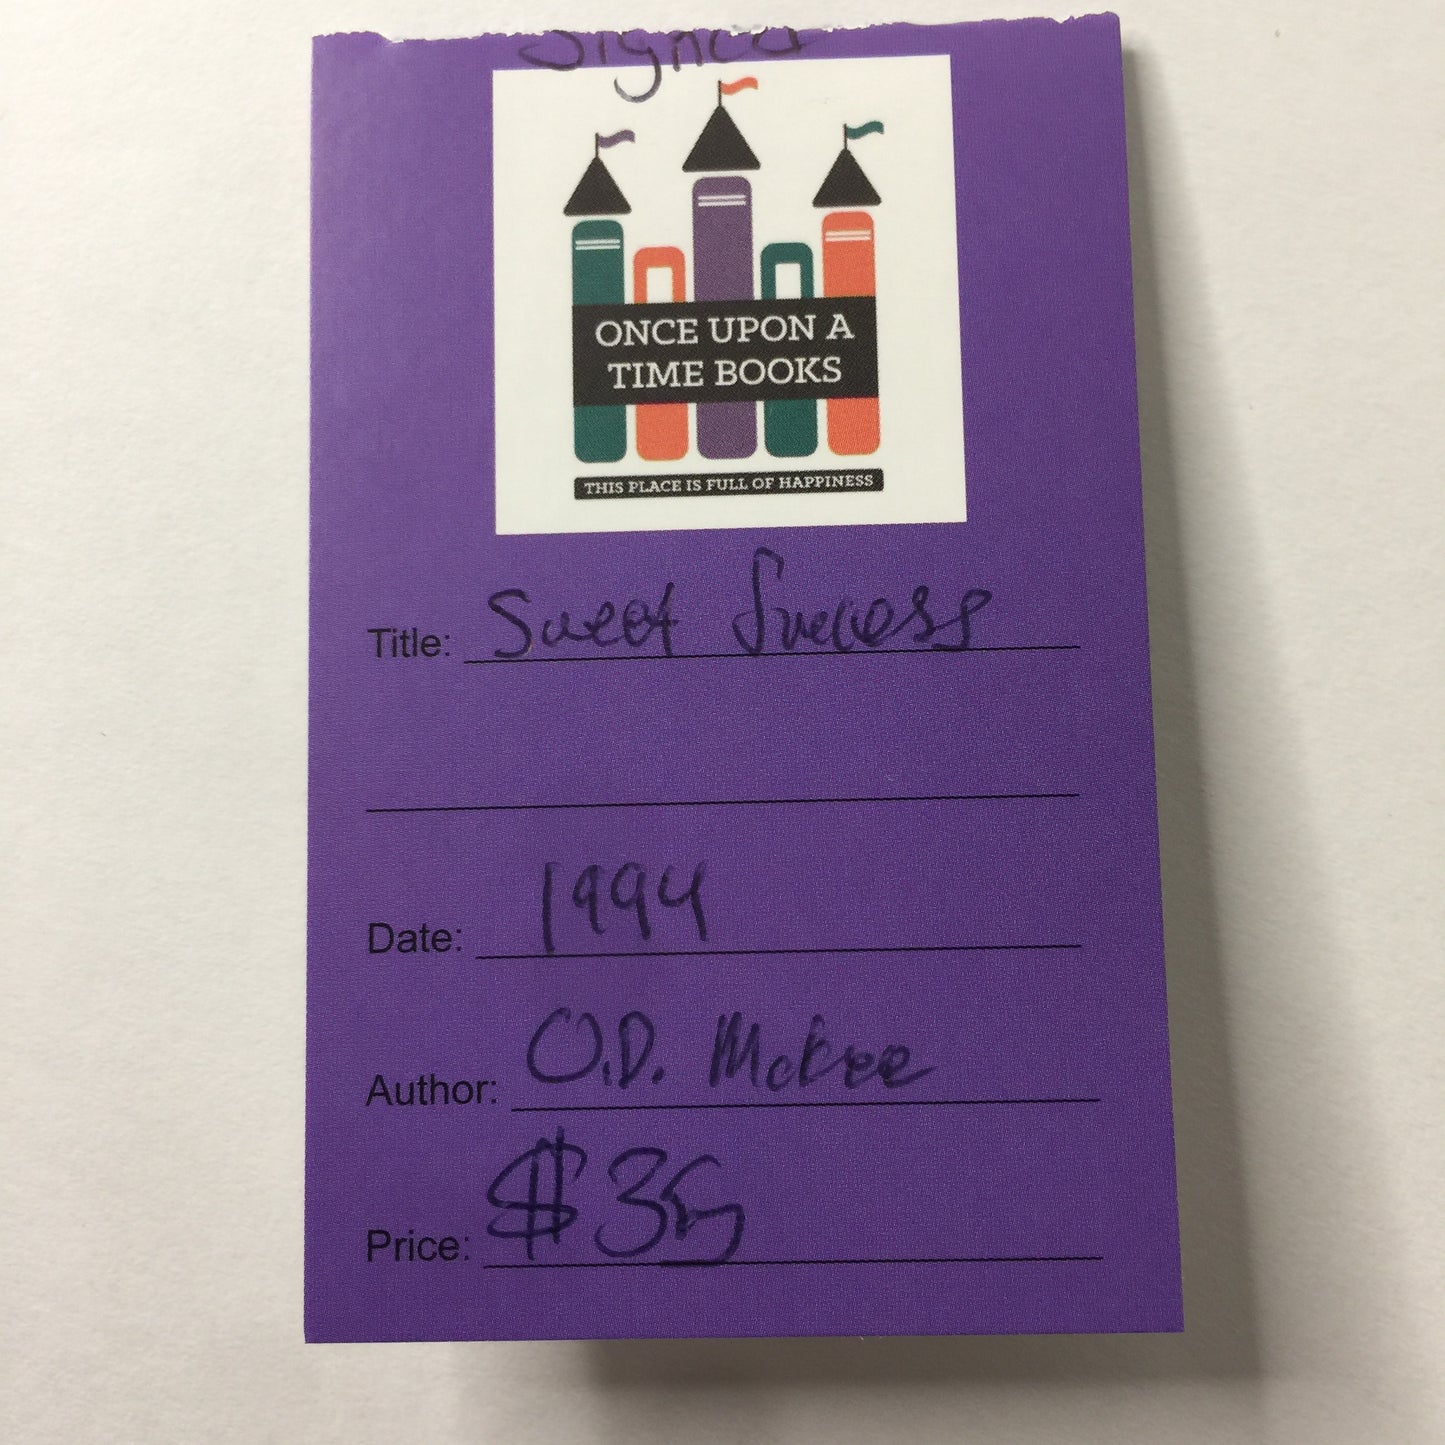 Signed
ONCE UPON A
TIME BOOKS
THIS PLACE IS FULL OF HAPPINESS
Title: Sweet Success
Date: 1994
Author: O.D. McKee
Price: $35